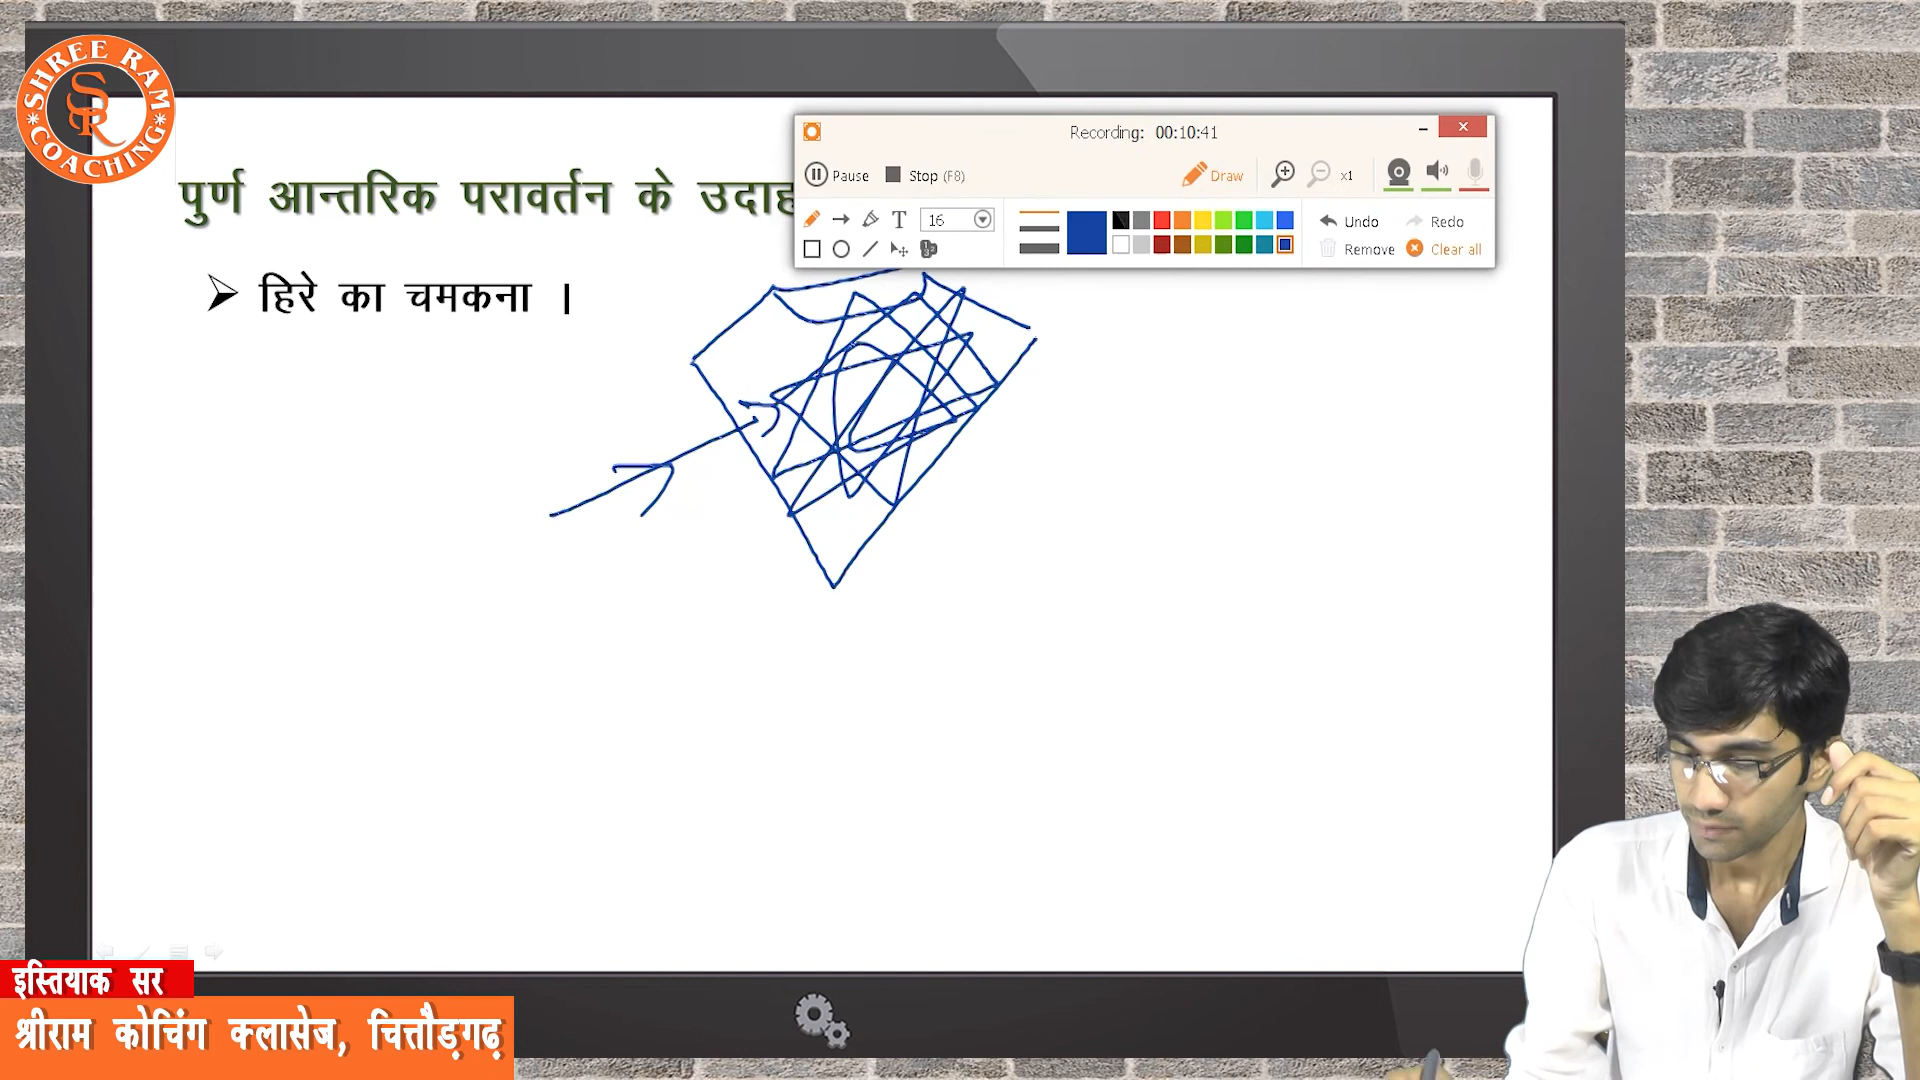 SHREE RAM
SR
COACHING
Recording: 00:10:41
Pause Stop (F8) Draw x1
T 16 Undo Redo
Remove Clear all
पुर्ण आन्तरिक परावर्तन के
हिरे का चमकना ।
इस्तियाक सर
श्रीराम कोचिंग क्लासेज, चित्तौड़गढ़